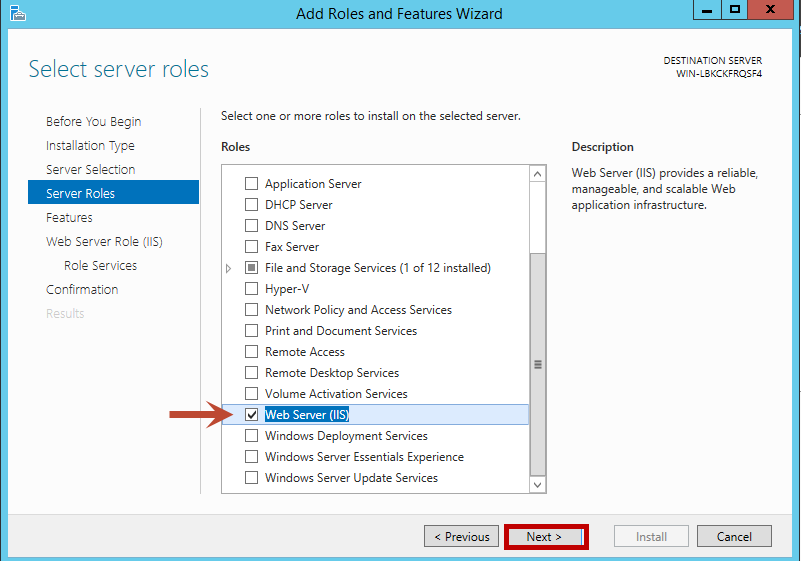 Add Roles and Features Wizard
Select server roles
DESTINATION SERVER
WIN-LBKCKFRQSF4
Before You Begin
Installation Type
Server Selection
Server Roles
Features
Web Server Role (IIS)
Role Services
Confirmation
Results
Select one or more roles to install on the selected server.
Roles
Application Server
DHCP Server
DNS Server
Fax Server
File and Storage Services (1 of 12 installed)
Hyper-V
Network Policy and Access Services
Print and Document Services
Remote Access
Remote Desktop Services
Volume Activation Services
Web Server (IIS)
Windows Deployment Services
Windows Server Essentials Experience
Windows Server Update Services
Description
Web Server (IIS) provides a reliable,
manageable, and scalable Web
application infrastructure.
< Previous
Next >
Install
Cancel